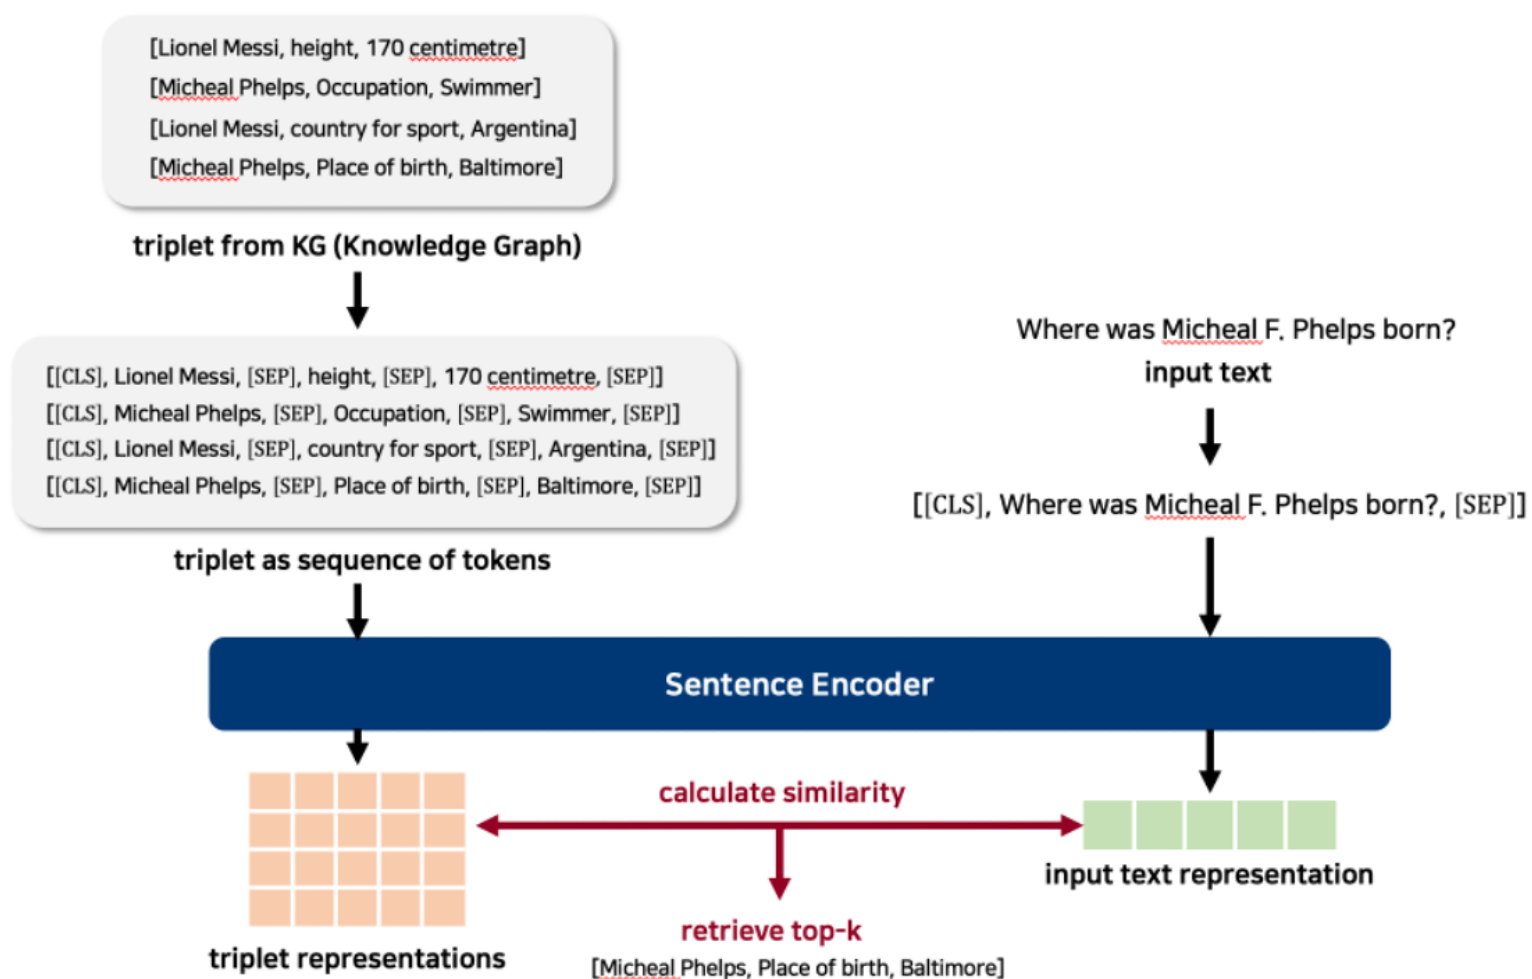 [Lionel Messi, height, 170 centimetre]
[Micheal Phelps, Occupation, Swimmer]
[Lionel Messi, country for sport, Argentina]
[Micheal Phelps, Place of birth, Baltimore]
triplet from KG (Knowledge Graph)
[[CLS], Lionel Messi, [SEP], height, [SEP], 170 centimetre, [SEP]]
[[CLS], Micheal Phelps, [SEP], Occupation, [SEP], Swimmer, [SEP]]
[[CLS], Lionel Messi, [SEP], country for sport, [SEP], Argentina, [SEP]]
[[CLS], Micheal Phelps, [SEP], Place of birth, [SEP], Baltimore, [SEP]]
triplet as sequence of tokens
Where was Micheal F. Phelps born?
input text
[[CLS], Where was Micheal F. Phelps born?, [SEP]]
Sentence Encoder
calculate similarity
input text representation
retrieve top-k
triplet representations
[Micheal Phelps, Place of birth, Baltimore]